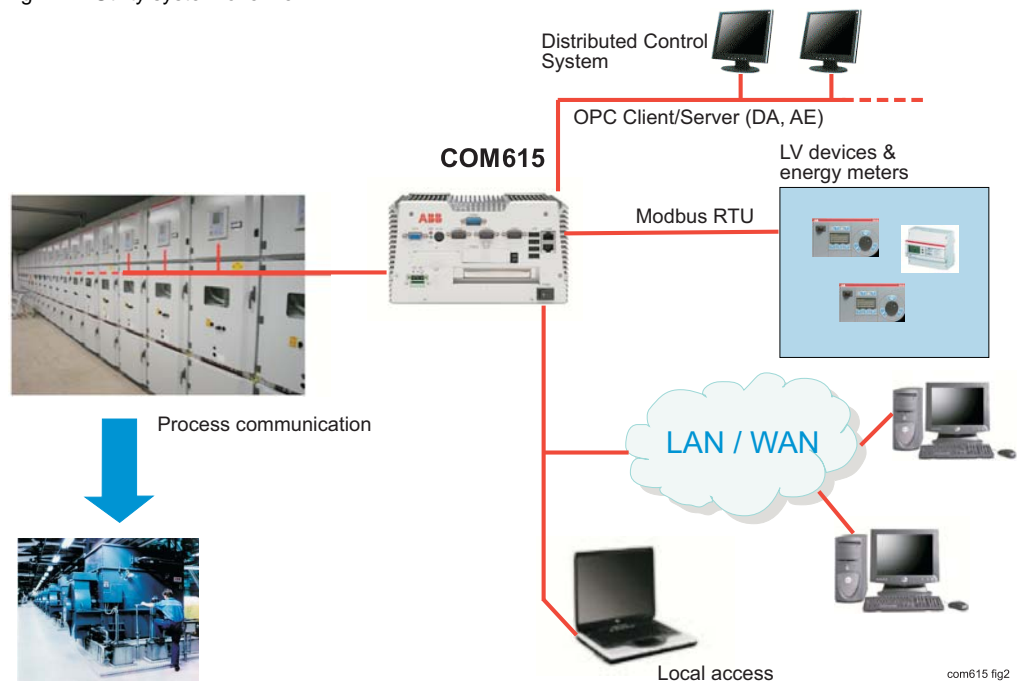 Distributed Control
System
OPC Client/Server (DA, AE)
COM615
LV devices &
energy meters
ABB
Modbus RTU
Process communication
LAN / WAN
Local access
com615 fig2